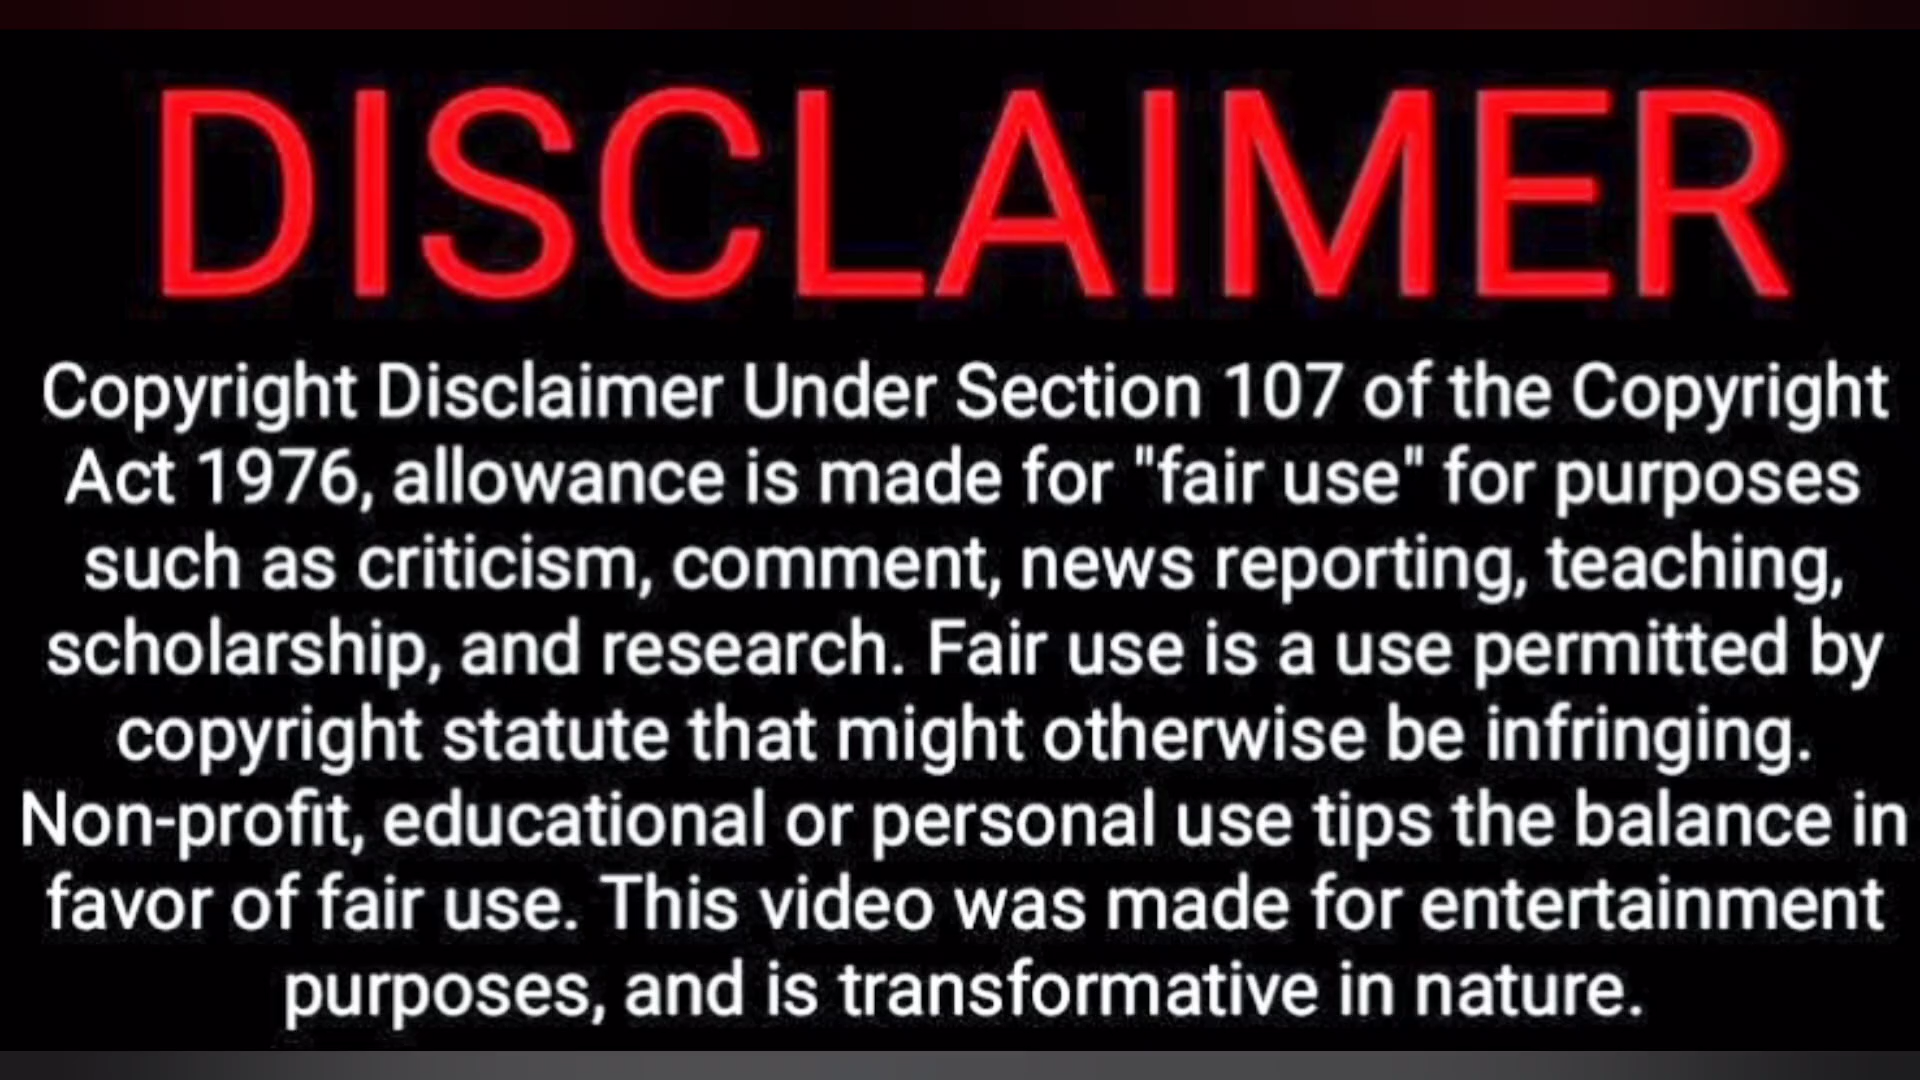 DISCLAIMER
Copyright Disclaimer Under Section 107 of the Copyright
Act 1976, allowance is made for "fair use" for purposes
such as criticism, comment, news reporting, teaching,
scholarship, and research. Fair use is a use permitted by
copyright statute that might otherwise be infringing.
Non-profit, educational or personal use tips the balance in
favor of fair use. This video was made for entertainment
purposes, and is transformative in nature.